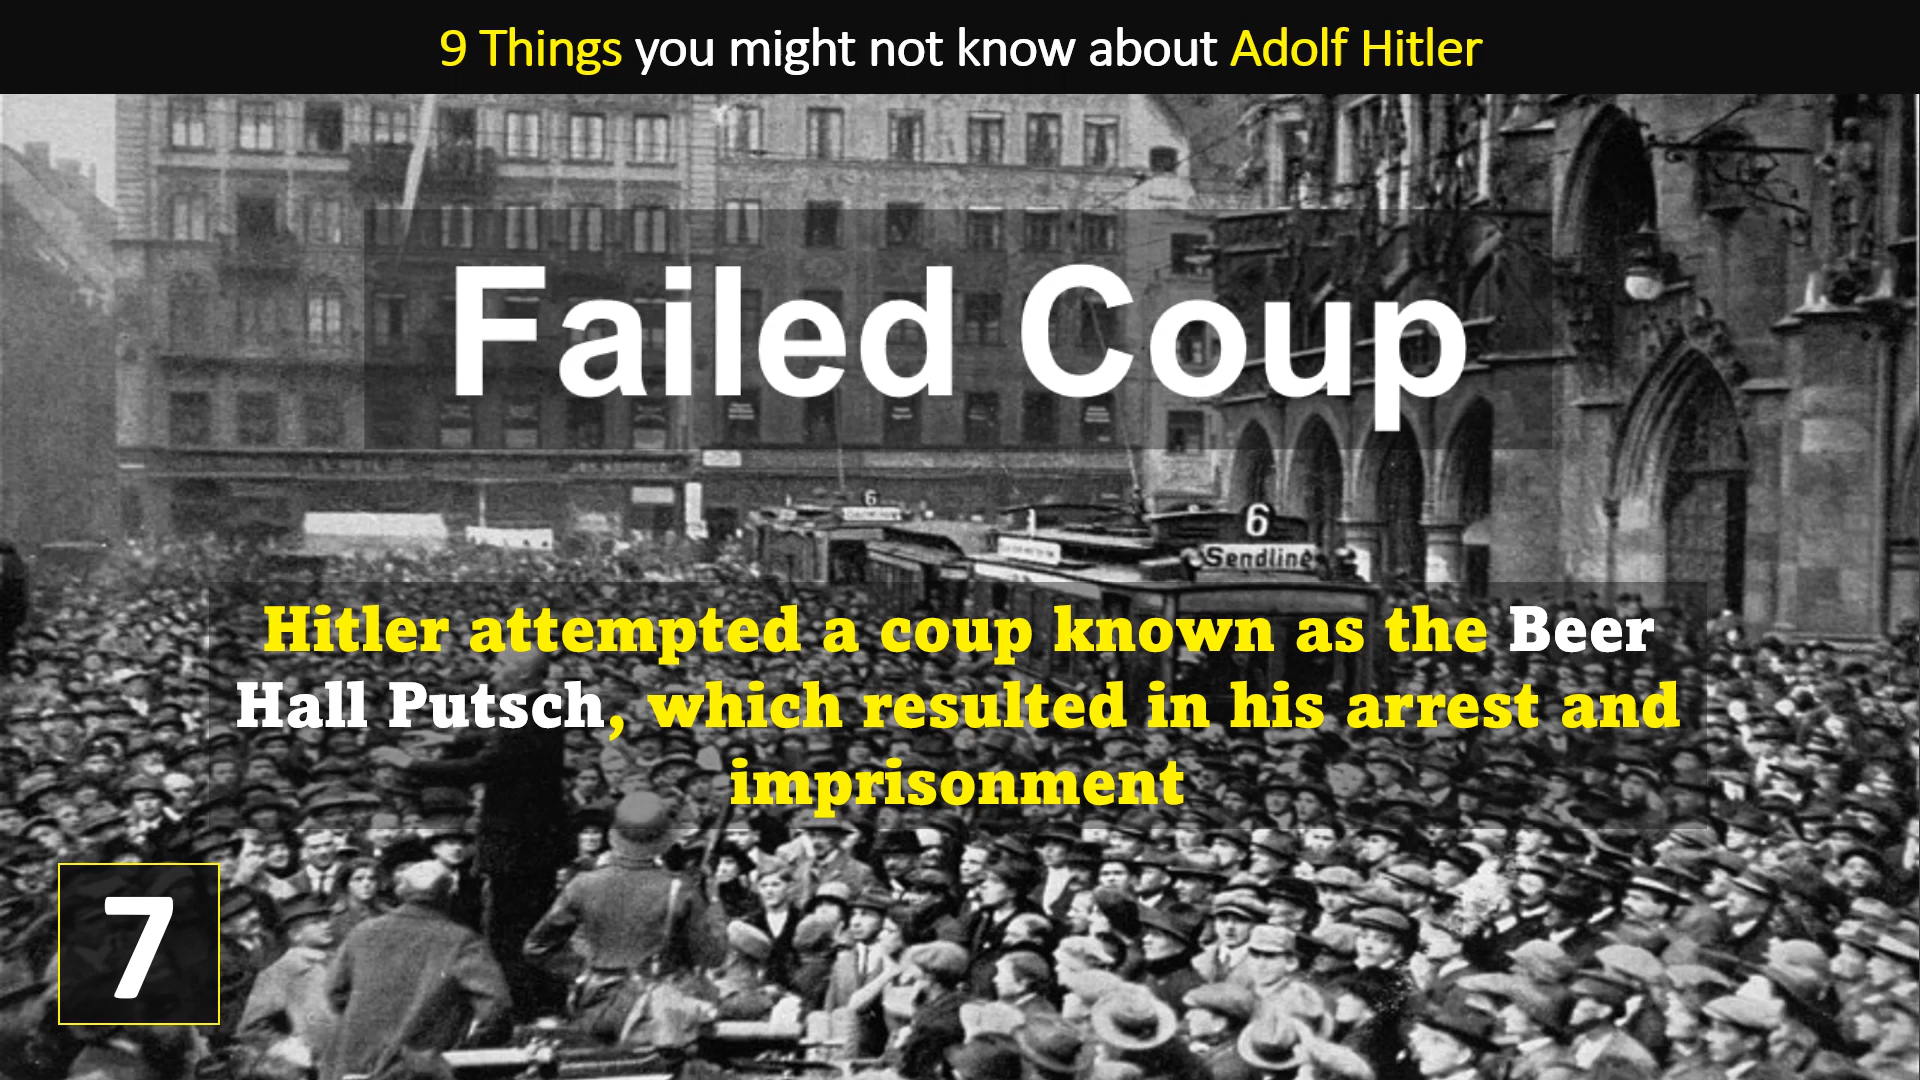 9 Things you might not know about Adolf Hitler
Failed Coup
6
6
Sendling
Hitler attempted a coup known as the Beer
Hall Putsch, which resulted in his arrest and
imprisonment
7